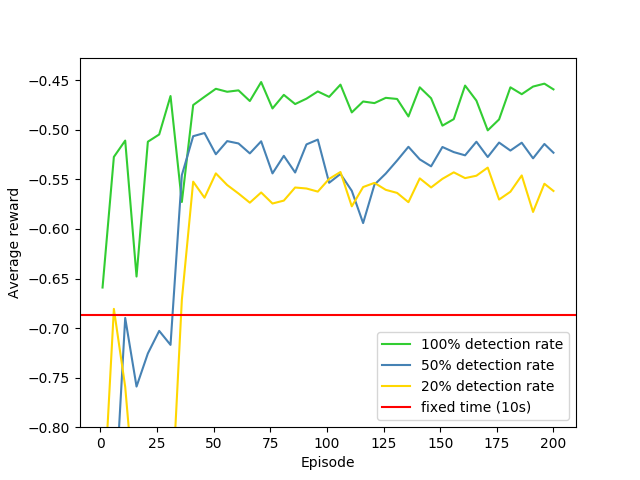 −0.45
−0.50
−0.55
−0.60
−0.65
−0.70
−0.75
−0.80
Average reward
0
25
50
75
100
125
150
175
200
Episode
100% detection rate
50% detection rate
20% detection rate
fixed time (10s)